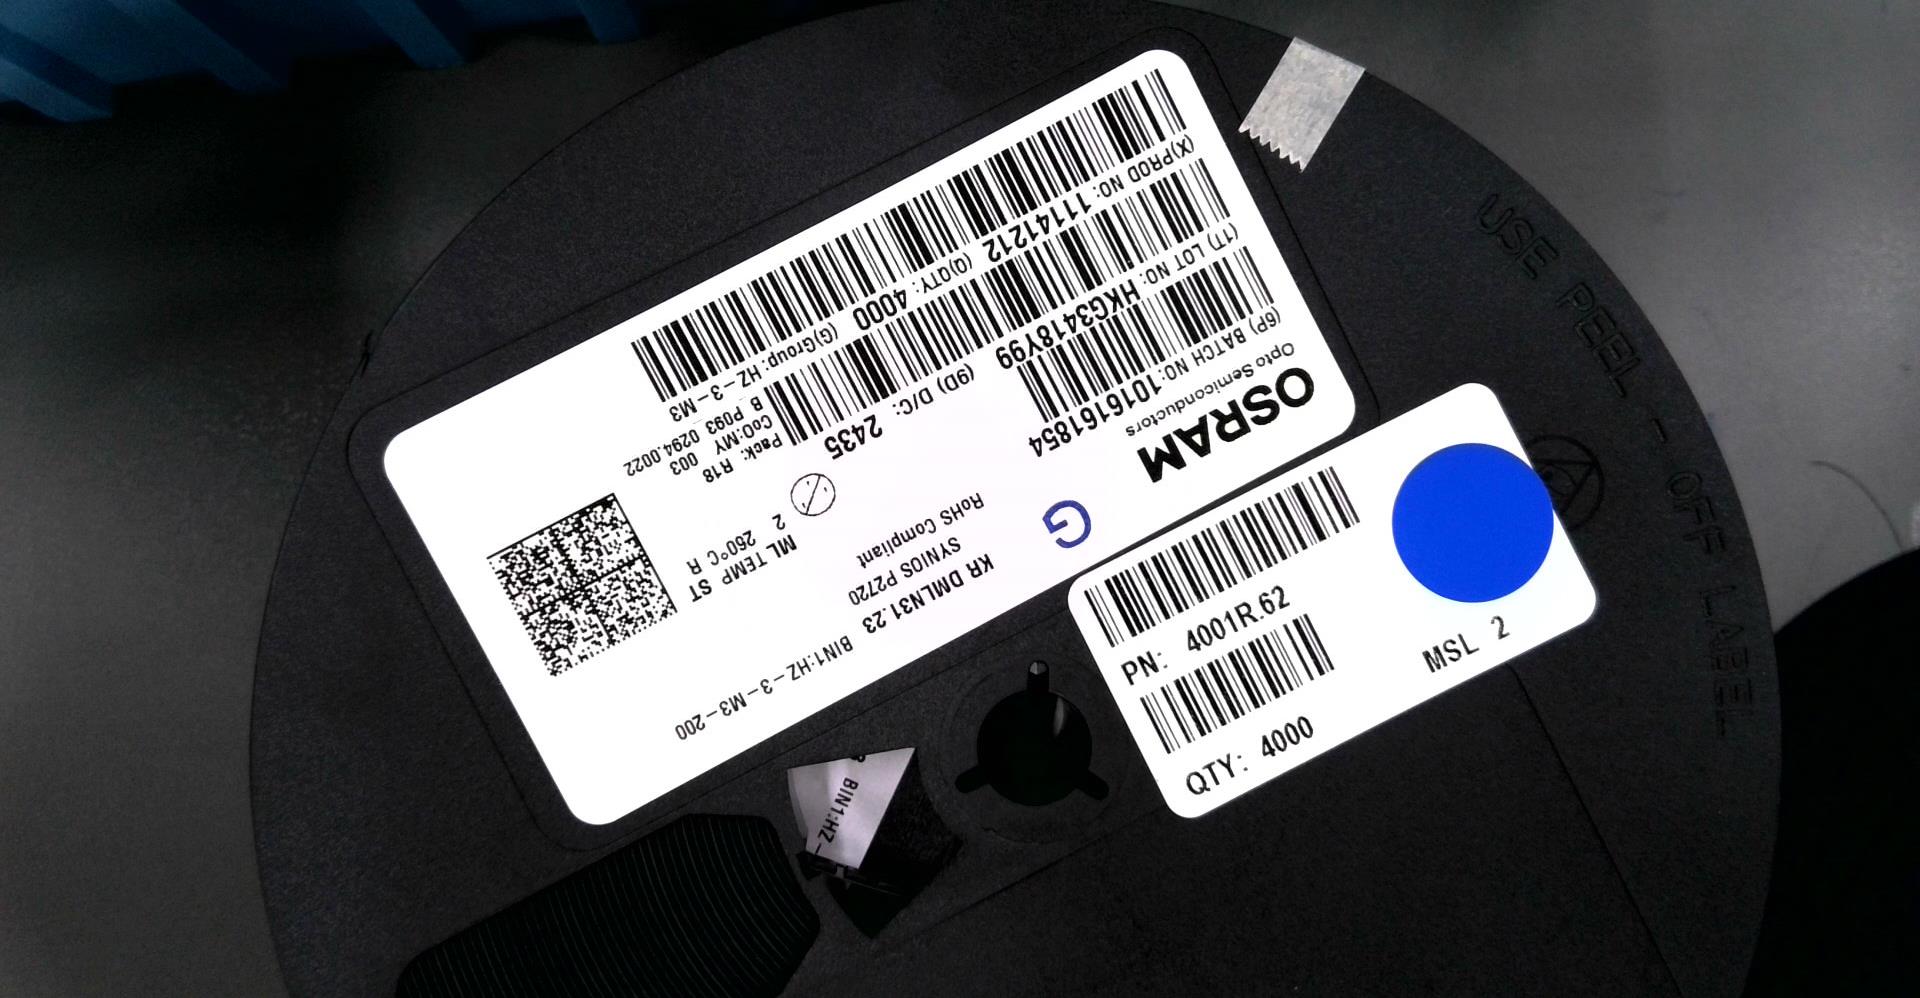 OSRAM
Opto Semiconductors
(6P) BATCH NO:1016161854
(1T) LOT NO: HKG3418Y99
(9D) D/C: 2435
(X)PROD NO: 11141212
(Q)QTY: 4000
(G)Group: HZ-3-M3
G
KR DMLN31.23
SYNIOS P2720
RoHS Compliant
BIN1:HZ-3-M3-200
ML TEMP ST
2 260°C R
Pack: R18
CoO:MY 003
B P093 0294.0022
PN: 4001R.62
QTY: 4000
MSL 2
BIN1:HZ-
USE PEEL - OFF LABEL